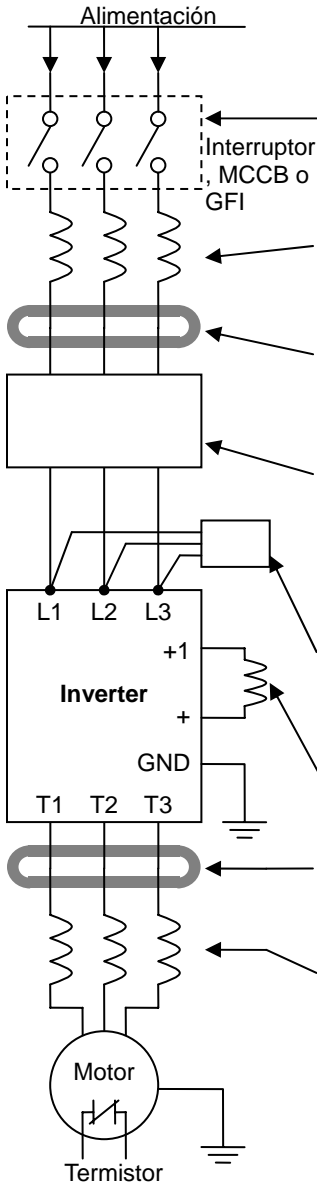 Alimentación
Interruptor
, MCCB o
GFI
L1 L2 L3
+1
Inverter
+
GND
T1 T2 T3
Motor
Termistor